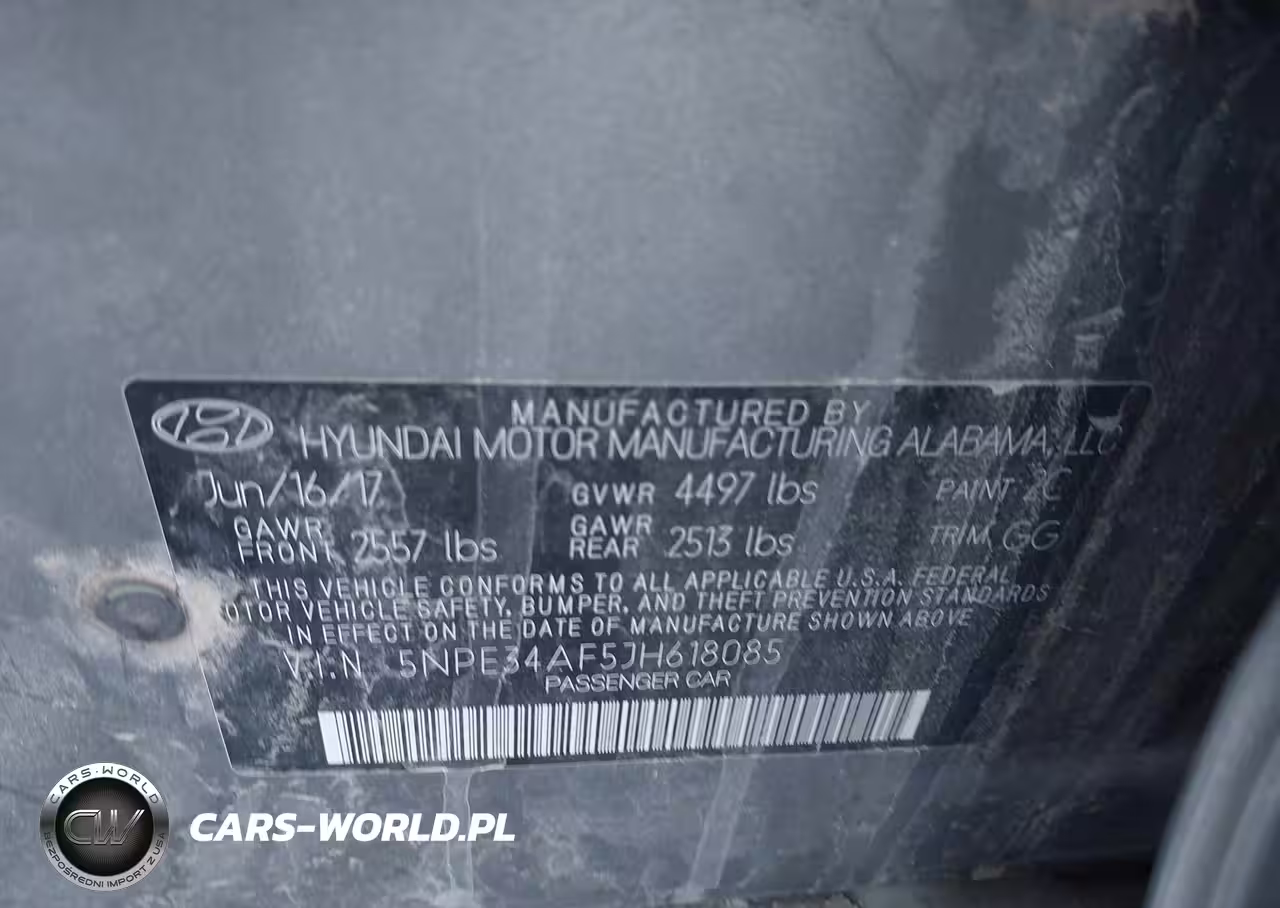 MANUFACTURED BY
HYUNDAI MOTOR MANUFACTURING ALABAMA, LLC
Jun/16/17 GVWR 4497 lbs PAINT 2C
GAWR FRONT 2557 lbs GAWR REAR 2513 lbs TRIM GG
THIS VEHICLE CONFORMS TO ALL APPLICABLE U.S.A. FEDERAL
OTOR VEHICLE SAFETY, BUMPER, AND THEFT PREVENTION STANDARDS
IN EFFECT ON THE DATE OF MANUFACTURE SHOWN ABOVE
V.I.N 5NPE34AF5JH618085
PASSENGER CAR
CARS-WORLD
CW
BEZPOŚREDNI IMPORT Z USA
CARS-WORLD.PL